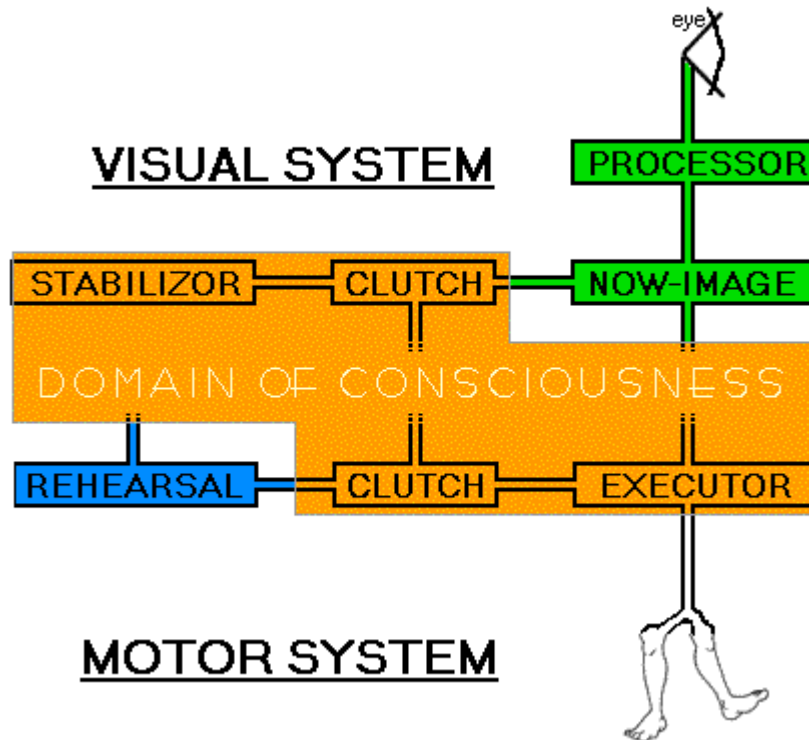 eye
VISUAL SYSTEM
PROCESSOR
STABILIZOR CLUTCH NOW-IMAGE
DOMAIN OF CONSCIOUSNESS
REHEARSAL CLUTCH EXECUTOR
MOTOR SYSTEM